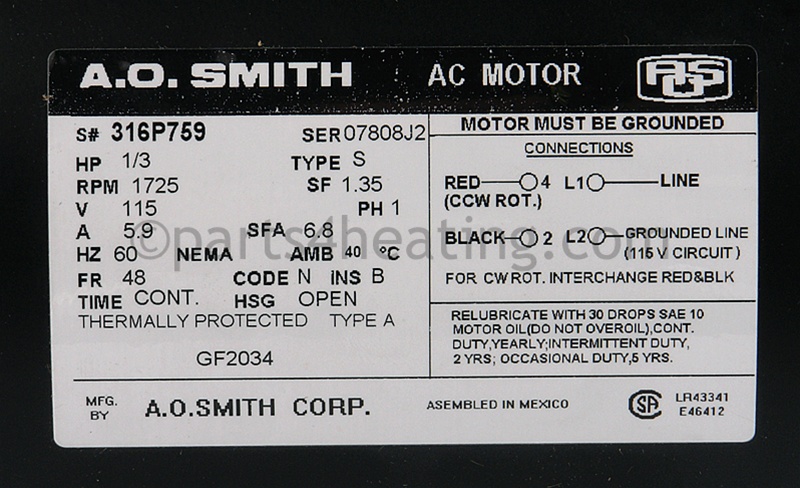 A.O. SMITH AC MOTOR AOS
S# 316P759 SER 07808J2
HP 1/3 TYPE S
RPM 1725 SF 1.35
V 115 PH 1
A 5.9 SFA 6.8
HZ 60 NEMA AMB 40 °C
FR 48 CODE N INS B
TIME CONT. HSG OPEN
THERMALLY PROTECTED TYPE A
GF2034
MOTOR MUST BE GROUNDED
CONNECTIONS
RED 4 L1 LINE
(CCW ROT.)
BLACK 2 L2 GROUNDED LINE
(115 V CIRCUIT)
FOR CW ROT. INTERCHANGE RED&BLK
RELUBRICATE WITH 30 DROPS SAE 10
MOTOR OIL(DO NOT OVEROIL),CONT.
DUTY,YEARLY;INTERMITTENT DUTY,
2 YRS; OCCASIONAL DUTY,5 YRS.
©parts4heating.com
MFG. BY A.O.SMITH CORP. ASEMBLED IN MEXICO SA LR43341
E46412